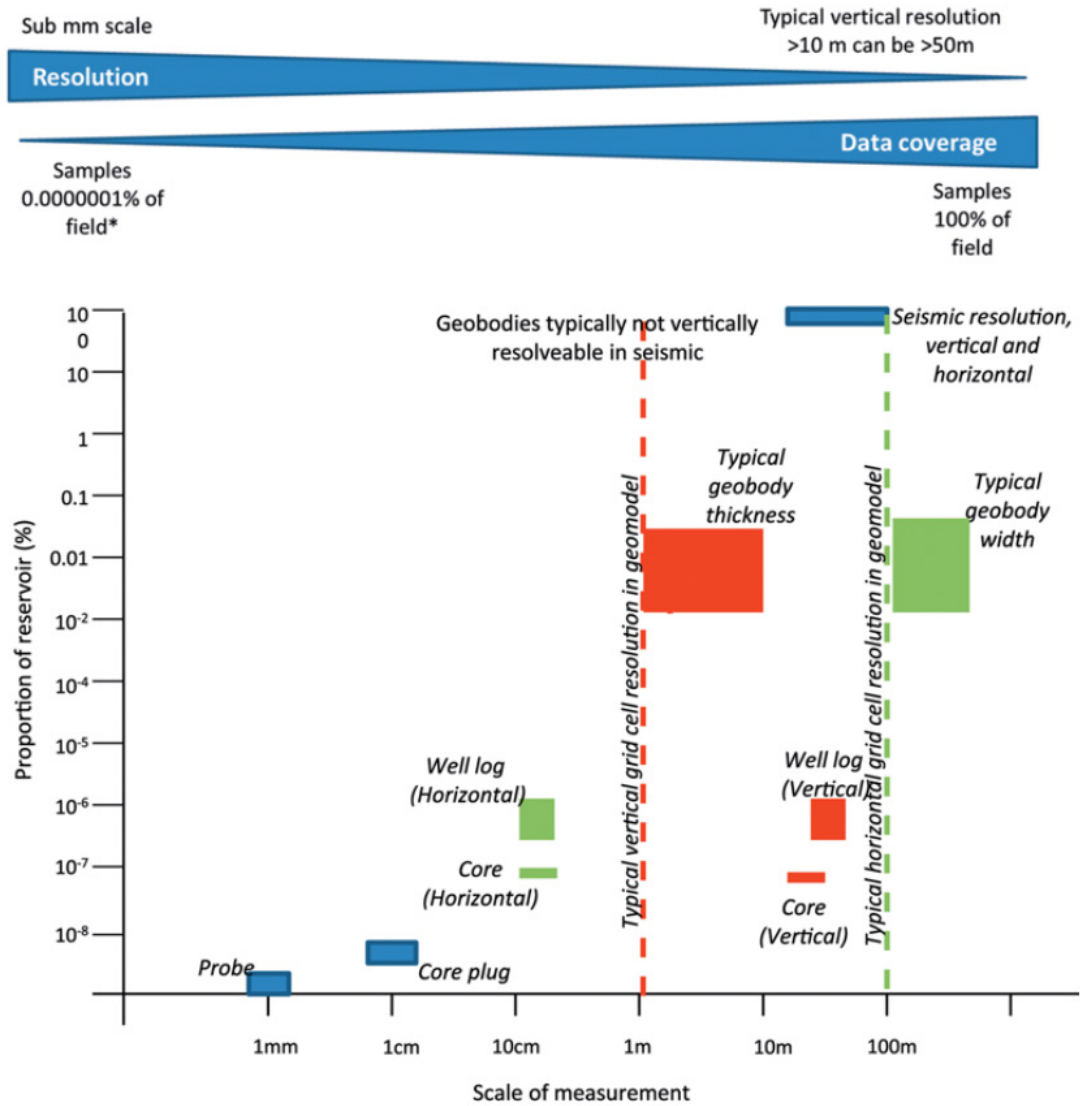 Sub mm scale
Typical vertical resolution
>10 m can be >50m
Resolution
Data coverage
Samples
0.0000001% of
field*
Samples
100% of
field
Proportion of reservoir (%)
10
0
10
1
0.1
0.01
10-2
10-4
10-5
10-6
10-7
10-8
Geobodies typically not vertically
resolveable in seismic
Seismic resolution,
vertical and
horizontal
Typical
geobody
thickness
Typical
geobody
width
Typical vertical grid cell resolution in geomodel
Typical horizontal grid cell resolution in geomodel
Well log
(Horizontal)
Well log
(Vertical)
Core
(Horizontal)
Core
(Vertical)
Probe
Core plug
1mm
1cm
10cm
1m
10m
100m
Scale of measurement